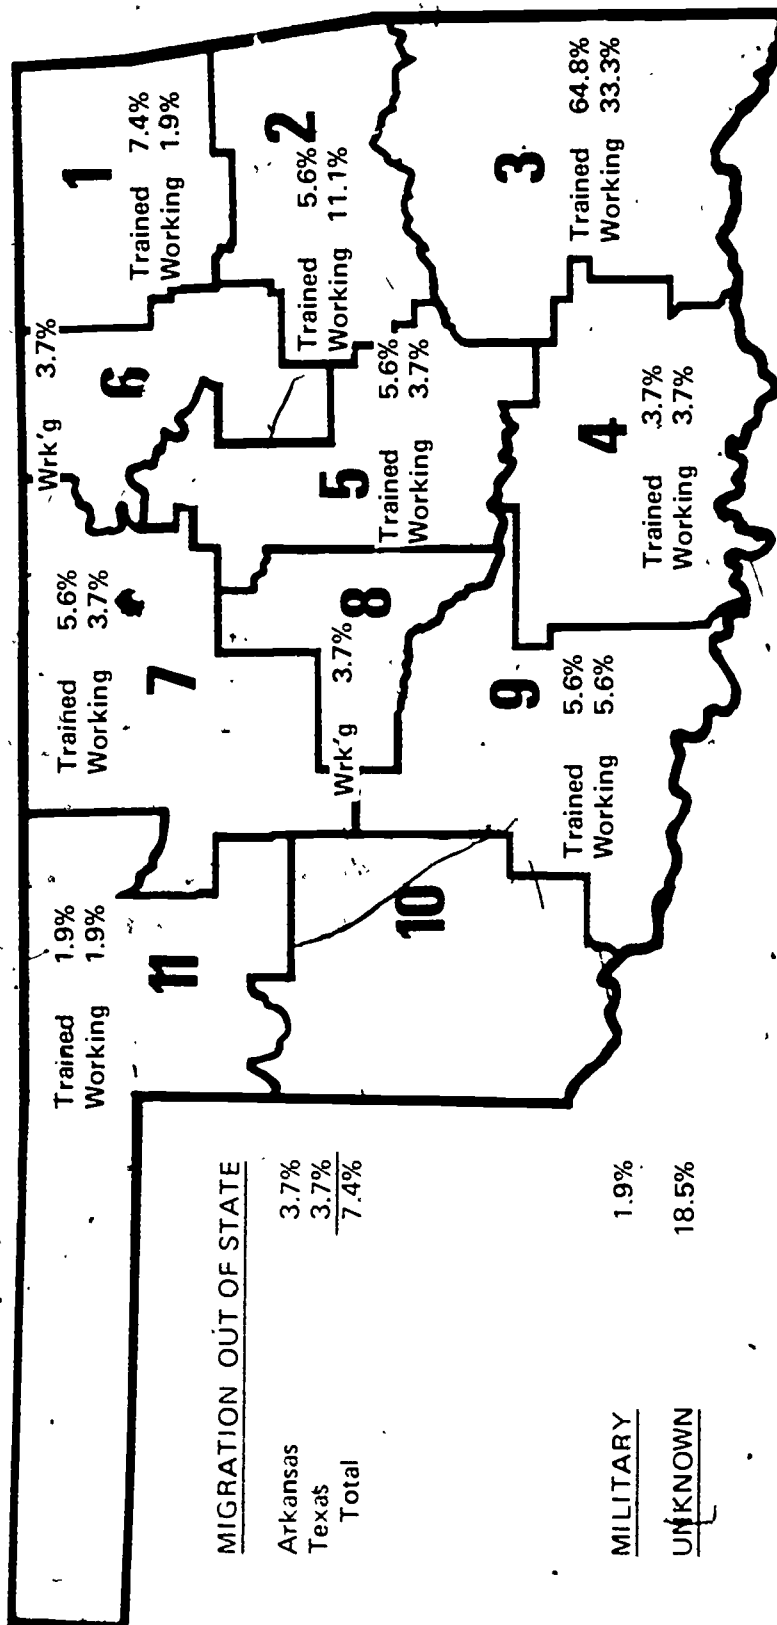 1
Trained 7.4%
Working 1.9%
2
Trained 5.6%
Working 11.1%
3
Trained 64.8%
Working 33.3%
4
Trained 3.7%
Working 3.7%
5
Trained 5.6%
Working 3.7%
Wrk'g 3.7%
6
7
Trained 5.6%
Working 3.7%
8
Wrk'g 3.7%
9
Trained 5.6%
Working 5.6%
10
11
Trained 1.9%
Working 1.9%
MIGRATION OUT OF STATE
Arkansas 3.7%
Texas 3.7%
Total 7.4%
MILITARY 1.9%
UNKNOWN 18.5%